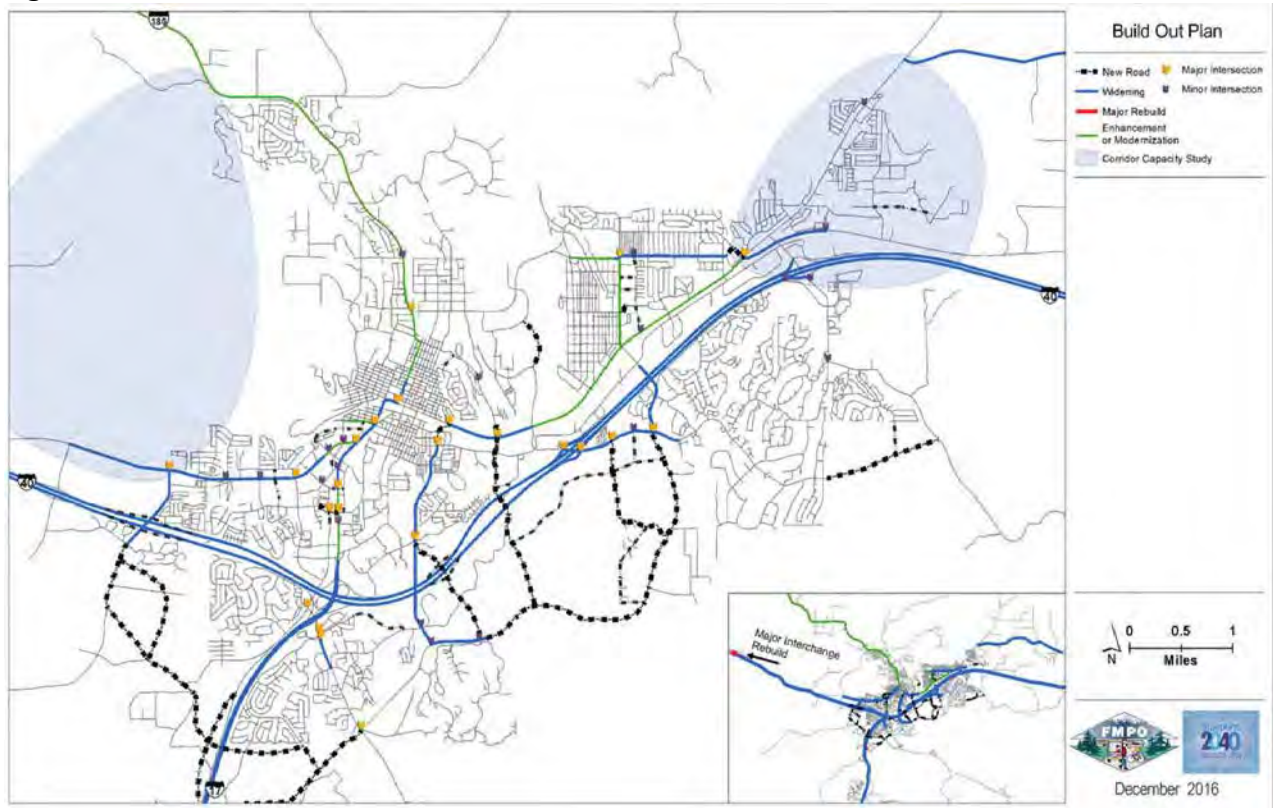 Build Out Plan
New Road
Major Intersection
Widening
Minor Intersection
Major Rebuild
Enhancement
or Modernization
Corridor Capacity Study
40
40
40
17
Major Interchange
Rebuild
N
0 0.5 1
Miles
FMPO
2040
December 2016